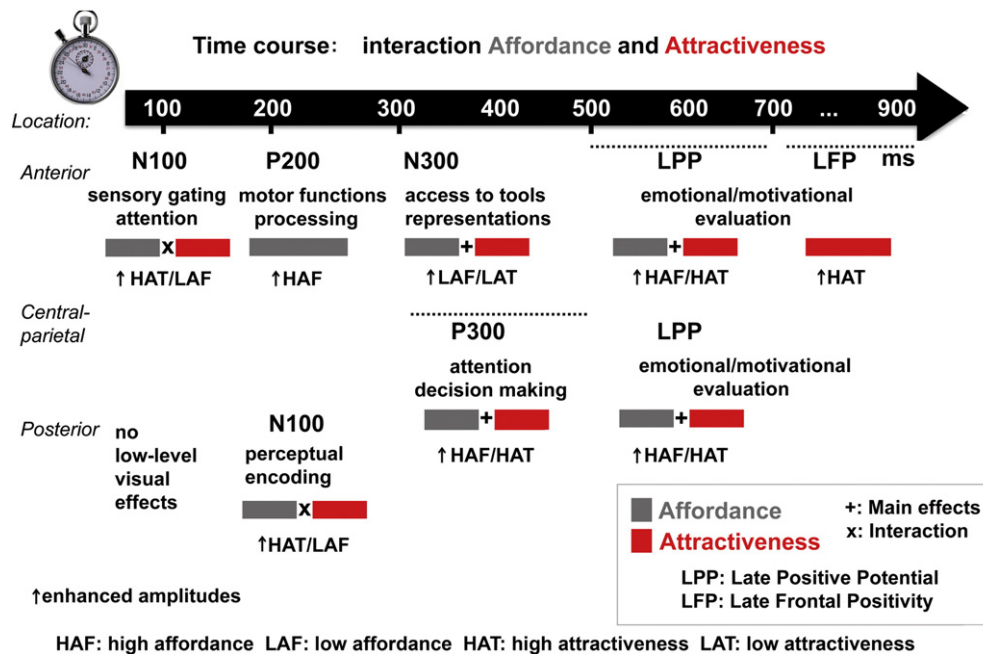 Time course: interaction Affordance and Attractiveness
100 200 300 400 500 600 700 ... 900
Location:
ms
Anterior
N100 P200 N300 LPP LFP
sensory gating motor functions access to tools emotional/motivational
attention processing representations evaluation
x + +
↑HAT/LAF ↑HAF ↑LAF/LAT ↑HAF/HAT ↑HAT
Central-
parietal
P300 LPP
attention emotional/motivational
decision making evaluation
+ +
↑HAF/HAT ↑HAF/HAT
Posterior
no N100
low-level perceptual
visual encoding
effects
x
↑HAT/LAF
Affordance +: Main effects
Attractiveness x: Interaction
LPP: Late Positive Potential
LFP: Late Frontal Positivity
↑enhanced amplitudes
HAF: high affordance LAF: low affordance HAT: high attractiveness LAT: low attractiveness